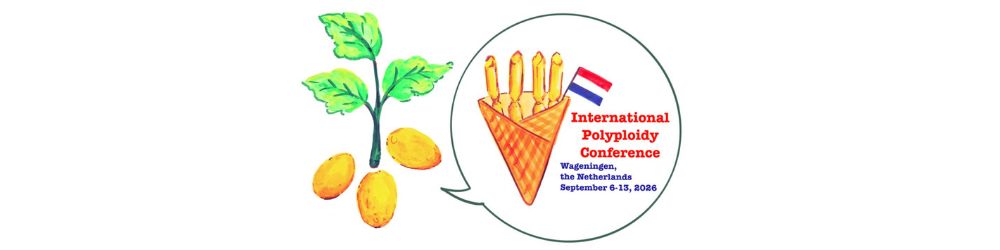 International
Polyploidy
Conference
Wageningen,
the Netherlands
September 6-13, 2026